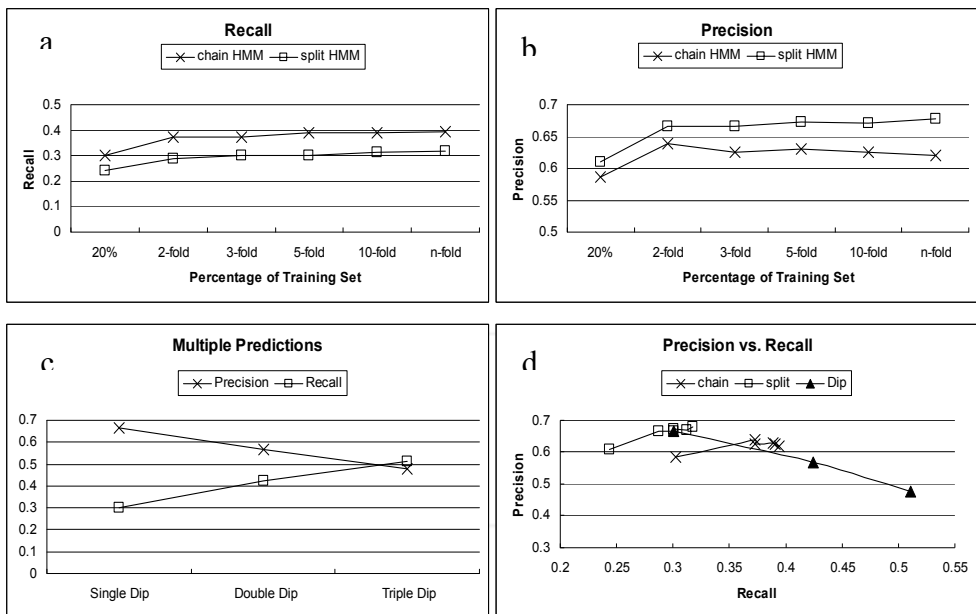 a
Recall
chain HMM
split HMM
Recall
0.5
0.4
0.3
0.2
0.1
0
20%
2-fold
3-fold
5-fold
10-fold
n-fold
Percentage of Training Set
b
Precision
chain HMM
split HMM
Precision
0.7
0.65
0.6
0.55
0.5
20%
2-fold
3-fold
5-fold
10-fold
n-fold
Percentage of Training Set
c
Multiple Predictions
Precision
Recall
0.7
0.6
0.5
0.4
0.3
0.2
0.1
0
Single Dip
Double Dip
Triple Dip
d
Precision vs. Recall
chain
split
Dip
Precision
0.7
0.6
0.5
0.4
0.3
0.2
0.25
0.3
0.35
0.4
0.45
0.5
0.55
Recall